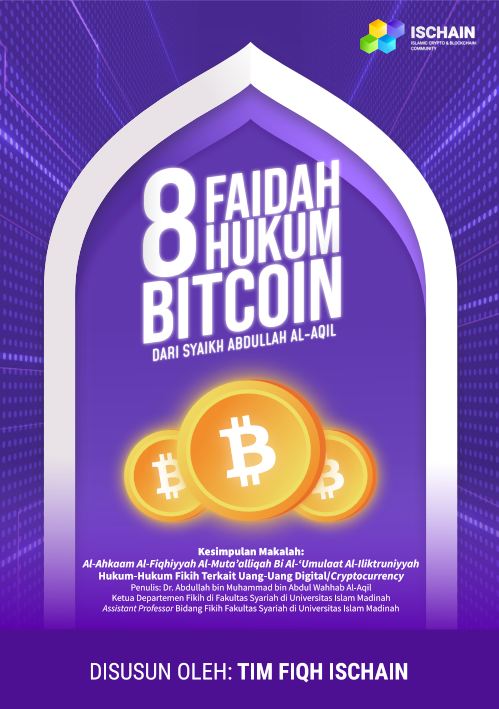 ISCHAIN
ISLAMIC CRYPTO & BLOCKCHAIN
COMMUNITY
8 FAIDAH
HUKUM
BITCOIN
DARI SYAIKH ABDULLAH AL-AQIL
Kesimpulan Makalah:
Al-Ahkaam Al-Fiqhiyyah Al-Muta'alliqah Bi Al-'Umulaat Al-Iliktruniyyah
Hukum-Hukum Fikih Terkait Uang-Uang Digital/Cryptocurrency
Penulis: Dr. Abdullah bin Muhammad bin Abdul Wahhab Al-Aqil
Ketua Departemen Fikih di Fakultas Syariah di Universitas Islam Madinah
Assistant Professor Bidang Fikih Fakultas Syariah di Universitas Islam Madinah
DISUSUN OLEH: TIM FIQH ISCHAIN